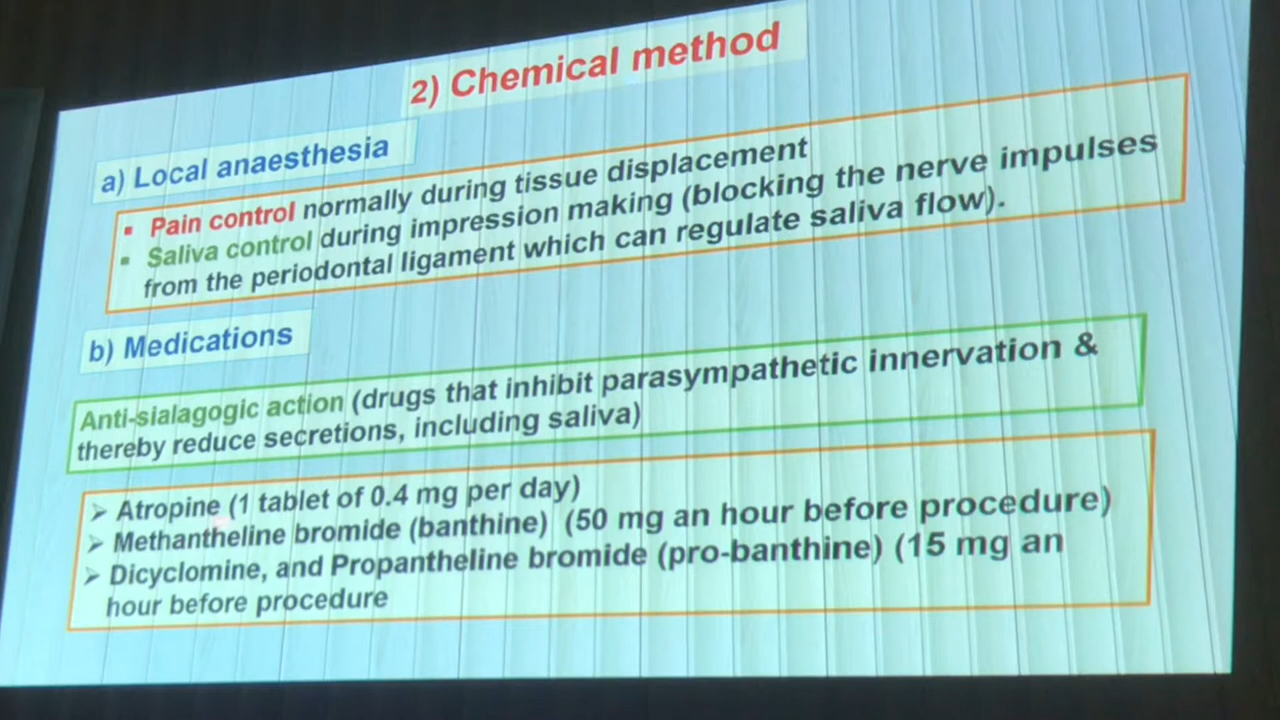 2) Chemical method
a) Local anaesthesia
▪ Pain control normally during tissue displacement
▪ Saliva control during impression making (blocking the nerve impulses
from the periodontal ligament which can regulate saliva flow).
b) Medications
Anti-sialagogic action (drugs that inhibit parasympathetic innervation &
thereby reduce secretions, including saliva)
➢ Atropine (1 tablet of 0.4 mg per day)
➢ Methantheline bromide (banthine) (50 mg an hour before procedure)
➢ Dicyclomine, and Propantheline bromide (pro-banthine) (15 mg an
hour before procedure